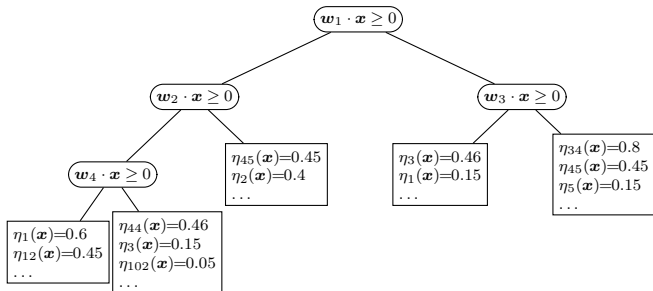 w₁ · x ≥ 0
w₂ · x ≥ 0
w₃ · x ≥ 0
w₄ · x ≥ 0
η₄₅(x)=0.45
η₂(x)=0.4
...
η₃(x)=0.46
η₁(x)=0.15
...
η₃₄(x)=0.8
η₄₅(x)=0.45
η₅(x)=0.15
...
η₁(x)=0.6
η₁₂(x)=0.45
...
η₄₄(x)=0.46
η₃(x)=0.15
η₁₀₂(x)=0.05
...